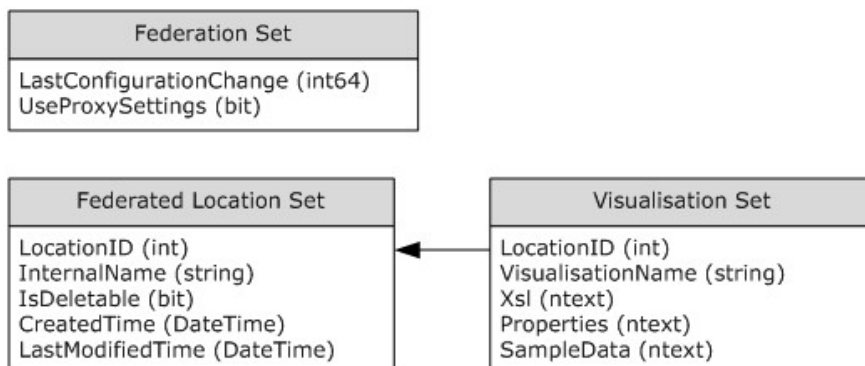 Federation Set
LastConfigurationChange (int64)
UseProxySettings (bit)
Federated Location Set
LocationID (int)
InternalName (string)
IsDeletable (bit)
CreatedTime (DateTime)
LastModifiedTime (DateTime)
Visualisation Set
LocationID (int)
VisualisationName (string)
Xsl (ntext)
Properties (ntext)
SampleData (ntext)